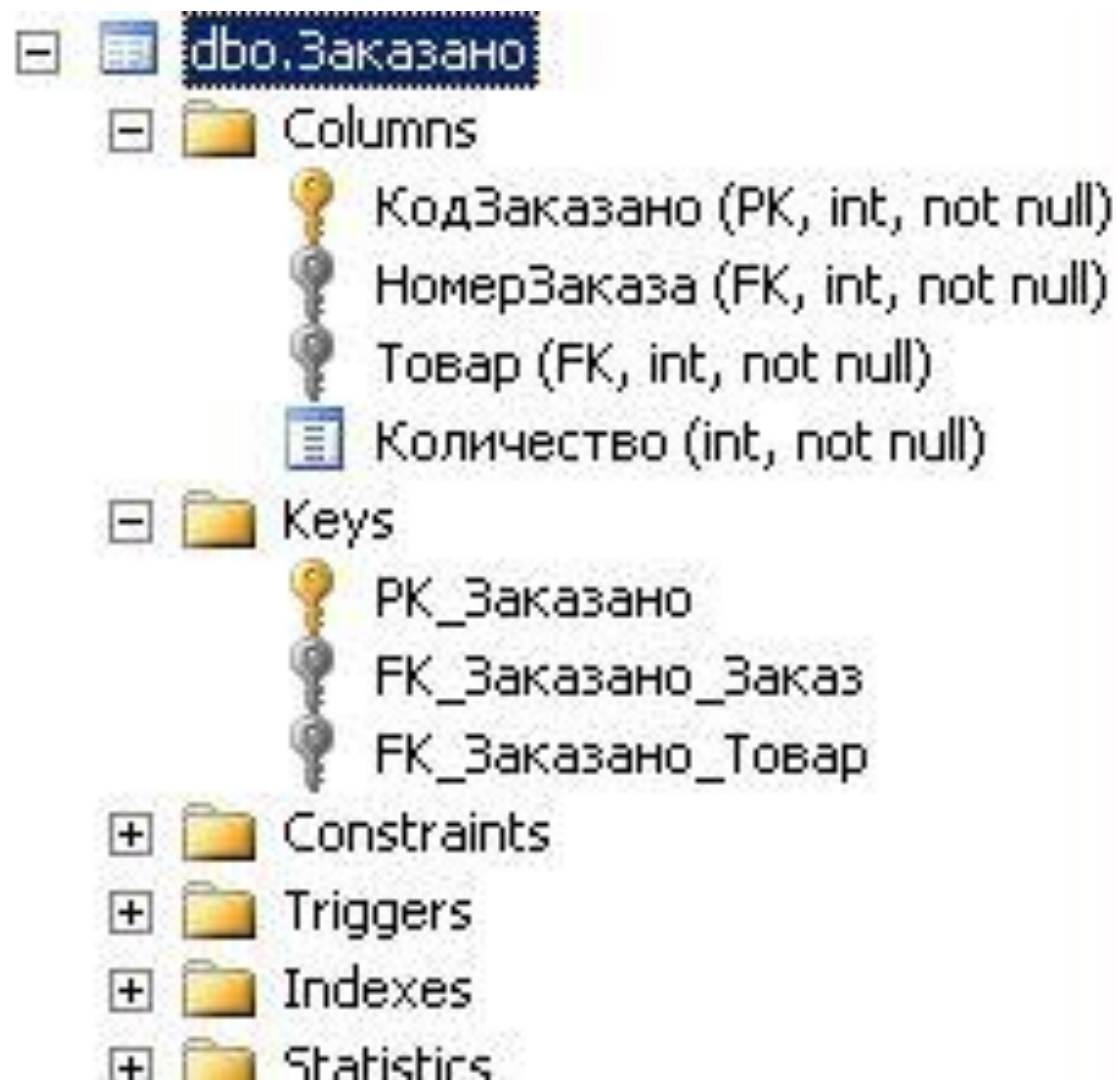 dbo.Заказано
Columns
КодЗаказано (PK, int, not null)
НомерЗаказа (FK, int, not null)
Товар (FK, int, not null)
Количество (int, not null)
Keys
PK_Заказано
FK_Заказано_Заказ
FK_Заказано_Товар
Constraints
Triggers
Indexes
Statistics